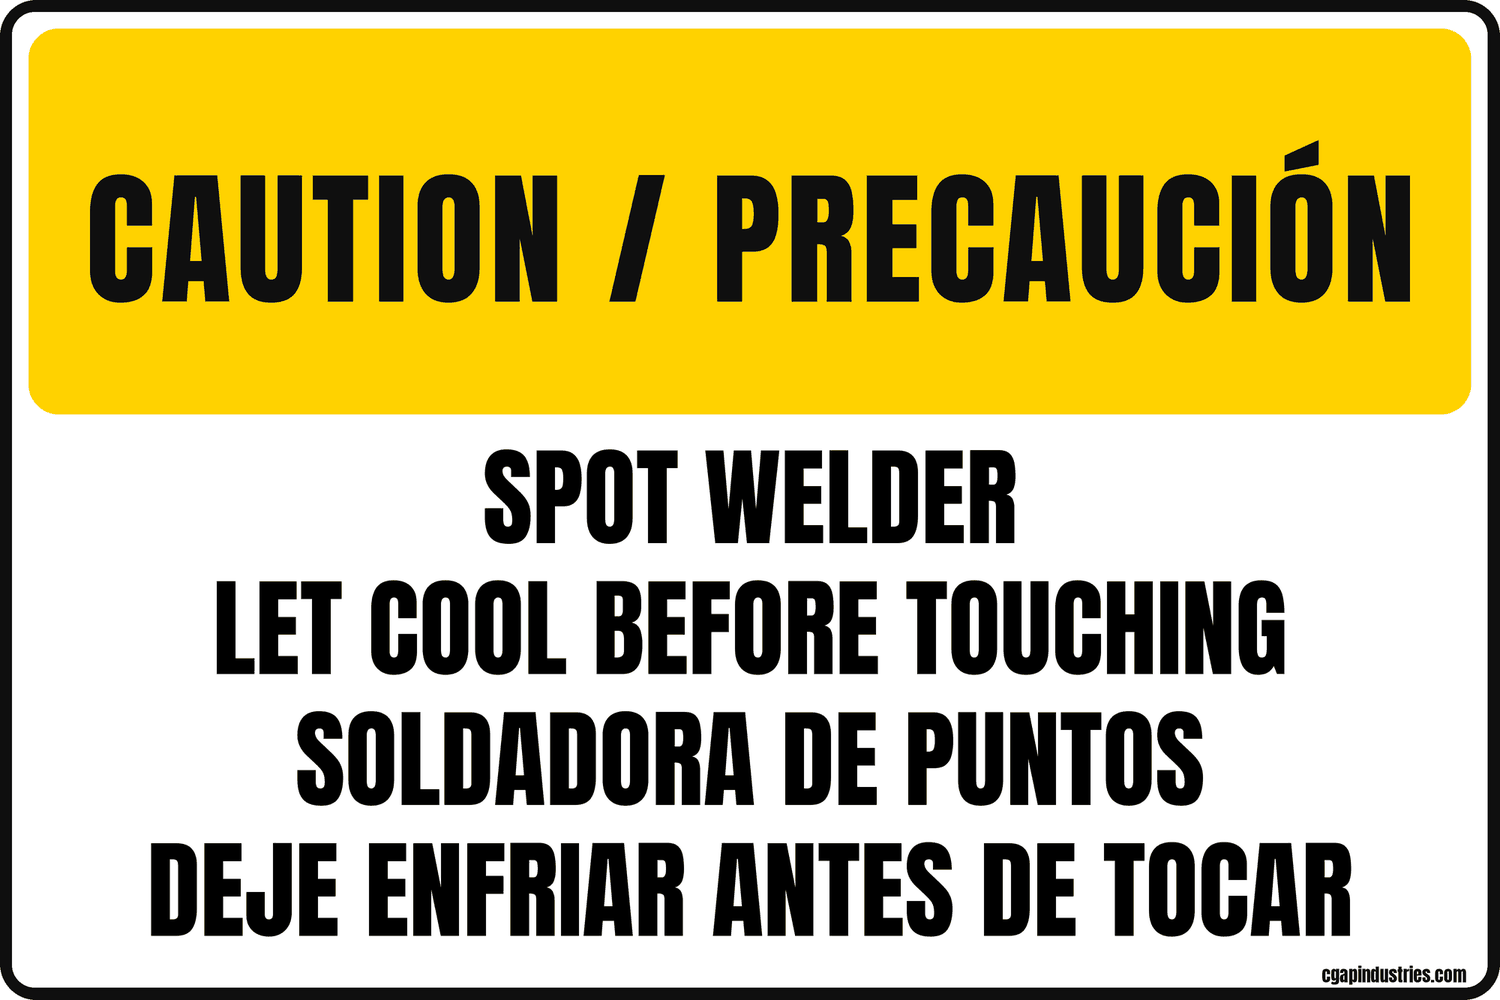 CAUTION / PRECAUCIÓN
SPOT WELDER
LET COOL BEFORE TOUCHING
SOLDADORA DE PUNTOS
DEJE ENFRIAR ANTES DE TOCAR
cgapindustries.com